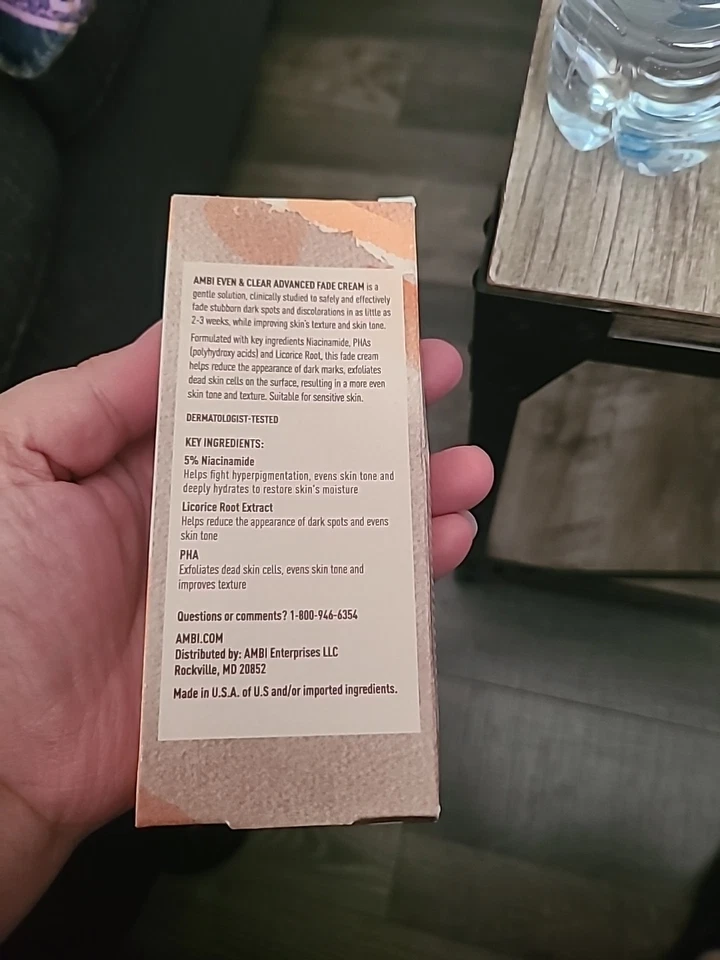 AMBI EVEN & CLEAR ADVANCED FADE CREAM is a
gentle solution, clinically studied to safely and effectively
fade stubborn dark spots and discolorations in as little as
2-3 weeks, while improving skin's texture and skin tone.
Formulated with key ingredients Niacinamide, PHAs
(polyhydroxy acids) and Licorice Root, this fade cream
helps reduce the appearance of dark marks, exfoliates
dead skin cells on the surface, resulting in a more even
skin tone and texture. Suitable for sensitive skin.
DERMATOLOGIST-TESTED
KEY INGREDIENTS:
5% Niacinamide
Helps fight hyperpigmentation, evens skin tone and
deeply hydrates to restore skin's moisture
Licorice Root Extract
Helps reduce the appearance of dark spots and evens
skin tone
PHA
Exfoliates dead skin cells, evens skin tone and
improves texture
Questions or comments? 1-800-946-6354
AMBI.COM
Distributed by: AMBI Enterprises LLC
Rockville, MD 20852
Made in U.S.A. of U.S and/or imported ingredients.